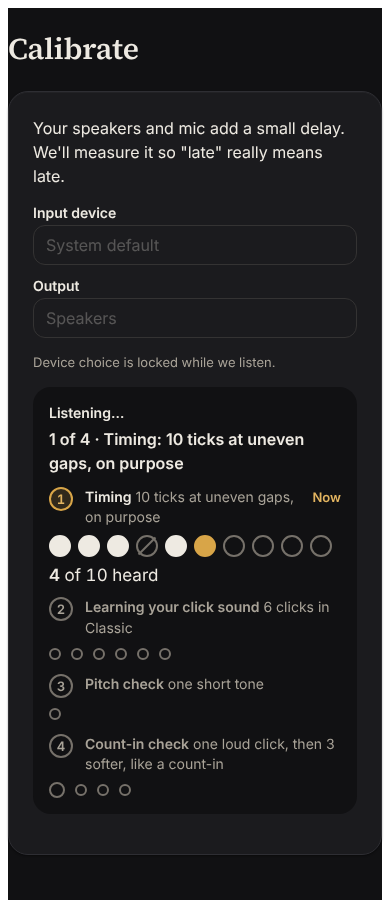 Calibrate
Your speakers and mic add a small delay.
We'll measure it so "late" really means
late.
Input device
System default
Output
Speakers
Device choice is locked while we listen.
Listening...
1 of 4 · Timing: 10 ticks at uneven
gaps, on purpose
1 Timing 10 ticks at uneven gaps, Now
on purpose
4 of 10 heard
2 Learning your click sound 6 clicks in
Classic
3 Pitch check one short tone
4 Count-in check one loud click, then 3
softer, like a count-in